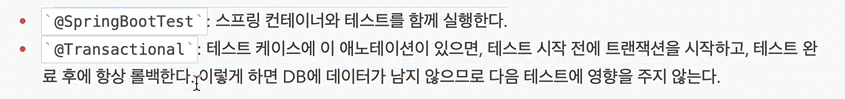 • `@SpringBootTest` : 스프링 컨테이너와 테스트를 함께 실행한다.
• `@Transactional` : 테스트 케이스에 이 애노테이션이 있으면, 테스트 시작 전에 트랜잭션을 시작하고, 테스트 완
료 후에 항상 롤백한다. 이렇게 하면 DB에 데이터가 남지 않으므로 다음 테스트에 영향을 주지 않는다.